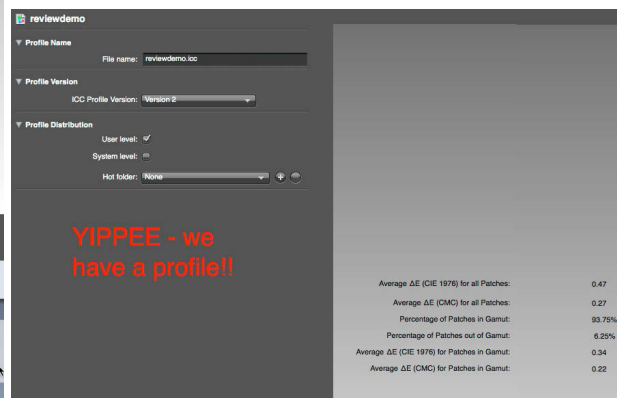 reviewdemo
Profile Name
File name: reviewdemo.icc
Profile Version
ICC Profile Version: Version 2
Profile Distribution
User level:
System level:
Hot folder: None
YIPPEE - we
have a profile!!
Average ΔE (CIE 1976) for all Patches: 0.47
Average ΔE (CMC) for all Patches: 0.27
Percentage of Patches in Gamut: 93.75%
Percentage of Patches out of Gamut: 6.25%
Average ΔE (CIE 1976) for Patches in Gamut: 0.34
Average ΔE (CMC) for Patches in Gamut: 0.22